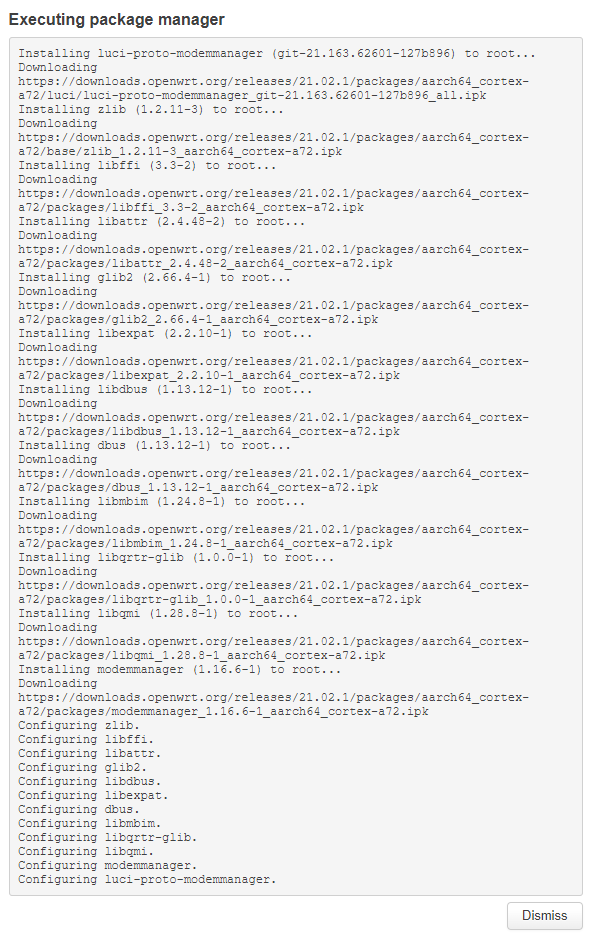 Executing package manager
Installing luci-proto-modemmanager (git-21.163.62601-127b896) to root...
Downloading
https://downloads.openwrt.org/releases/21.02.1/packages/aarch64_cortex-
a72/luci/luci-proto-modemmanager_git-21.163.62601-127b896_all.ipk
Installing zlib (1.2.11-3) to root...
Downloading
https://downloads.openwrt.org/releases/21.02.1/packages/aarch64_cortex-
a72/base/zlib_1.2.11-3_aarch64_cortex-a72.ipk
Installing libffi (3.3-2) to root...
Downloading
https://downloads.openwrt.org/releases/21.02.1/packages/aarch64_cortex-
a72/packages/libffi_3.3-2_aarch64_cortex-a72.ipk
Installing libattr (2.4.48-2) to root...
Downloading
https://downloads.openwrt.org/releases/21.02.1/packages/aarch64_cortex-
a72/packages/libattr_2.4.48-2_aarch64_cortex-a72.ipk
Installing glib2 (2.66.4-1) to root...
Downloading
https://downloads.openwrt.org/releases/21.02.1/packages/aarch64_cortex-
a72/packages/glib2_2.66.4-1_aarch64_cortex-a72.ipk
Installing libexpat (2.2.10-1) to root...
Downloading
https://downloads.openwrt.org/releases/21.02.1/packages/aarch64_cortex-
a72/packages/libexpat_2.2.10-1_aarch64_cortex-a72.ipk
Installing libdbus (1.13.12-1) to root...
Downloading
https://downloads.openwrt.org/releases/21.02.1/packages/aarch64_cortex-
a72/packages/libdbus_1.13.12-1_aarch64_cortex-a72.ipk
Installing dbus (1.13.12-1) to root...
Downloading
https://downloads.openwrt.org/releases/21.02.1/packages/aarch64_cortex-
a72/packages/dbus_1.13.12-1_aarch64_cortex-a72.ipk
Installing libmbim (1.24.8-1) to root...
Downloading
https://downloads.openwrt.org/releases/21.02.1/packages/aarch64_cortex-
a72/packages/libmbim_1.24.8-1_aarch64_cortex-a72.ipk
Installing libqrtr-glib (1.0.0-1) to root...
Downloading
https://downloads.openwrt.org/releases/21.02.1/packages/aarch64_cortex-
a72/packages/libqrtr-glib_1.0.0-1_aarch64_cortex-a72.ipk
Installing libqmi (1.28.8-1) to root...
Downloading
https://downloads.openwrt.org/releases/21.02.1/packages/aarch64_cortex-
a72/packages/libqmi_1.28.8-1_aarch64_cortex-a72.ipk
Installing modemmanager (1.16.6-1) to root...
Downloading
https://downloads.openwrt.org/releases/21.02.1/packages/aarch64_cortex-
a72/packages/modemmanager_1.16.6-1_aarch64_cortex-a72.ipk
Configuring zlib.
Configuring libffi.
Configuring libattr.
Configuring glib2.
Configuring libdbus.
Configuring libexpat.
Configuring dbus.
Configuring libmbim.
Configuring libqrtr-glib.
Configuring libqmi.
Configuring modemmanager.
Configuring luci-proto-modemmanager.
Dismiss